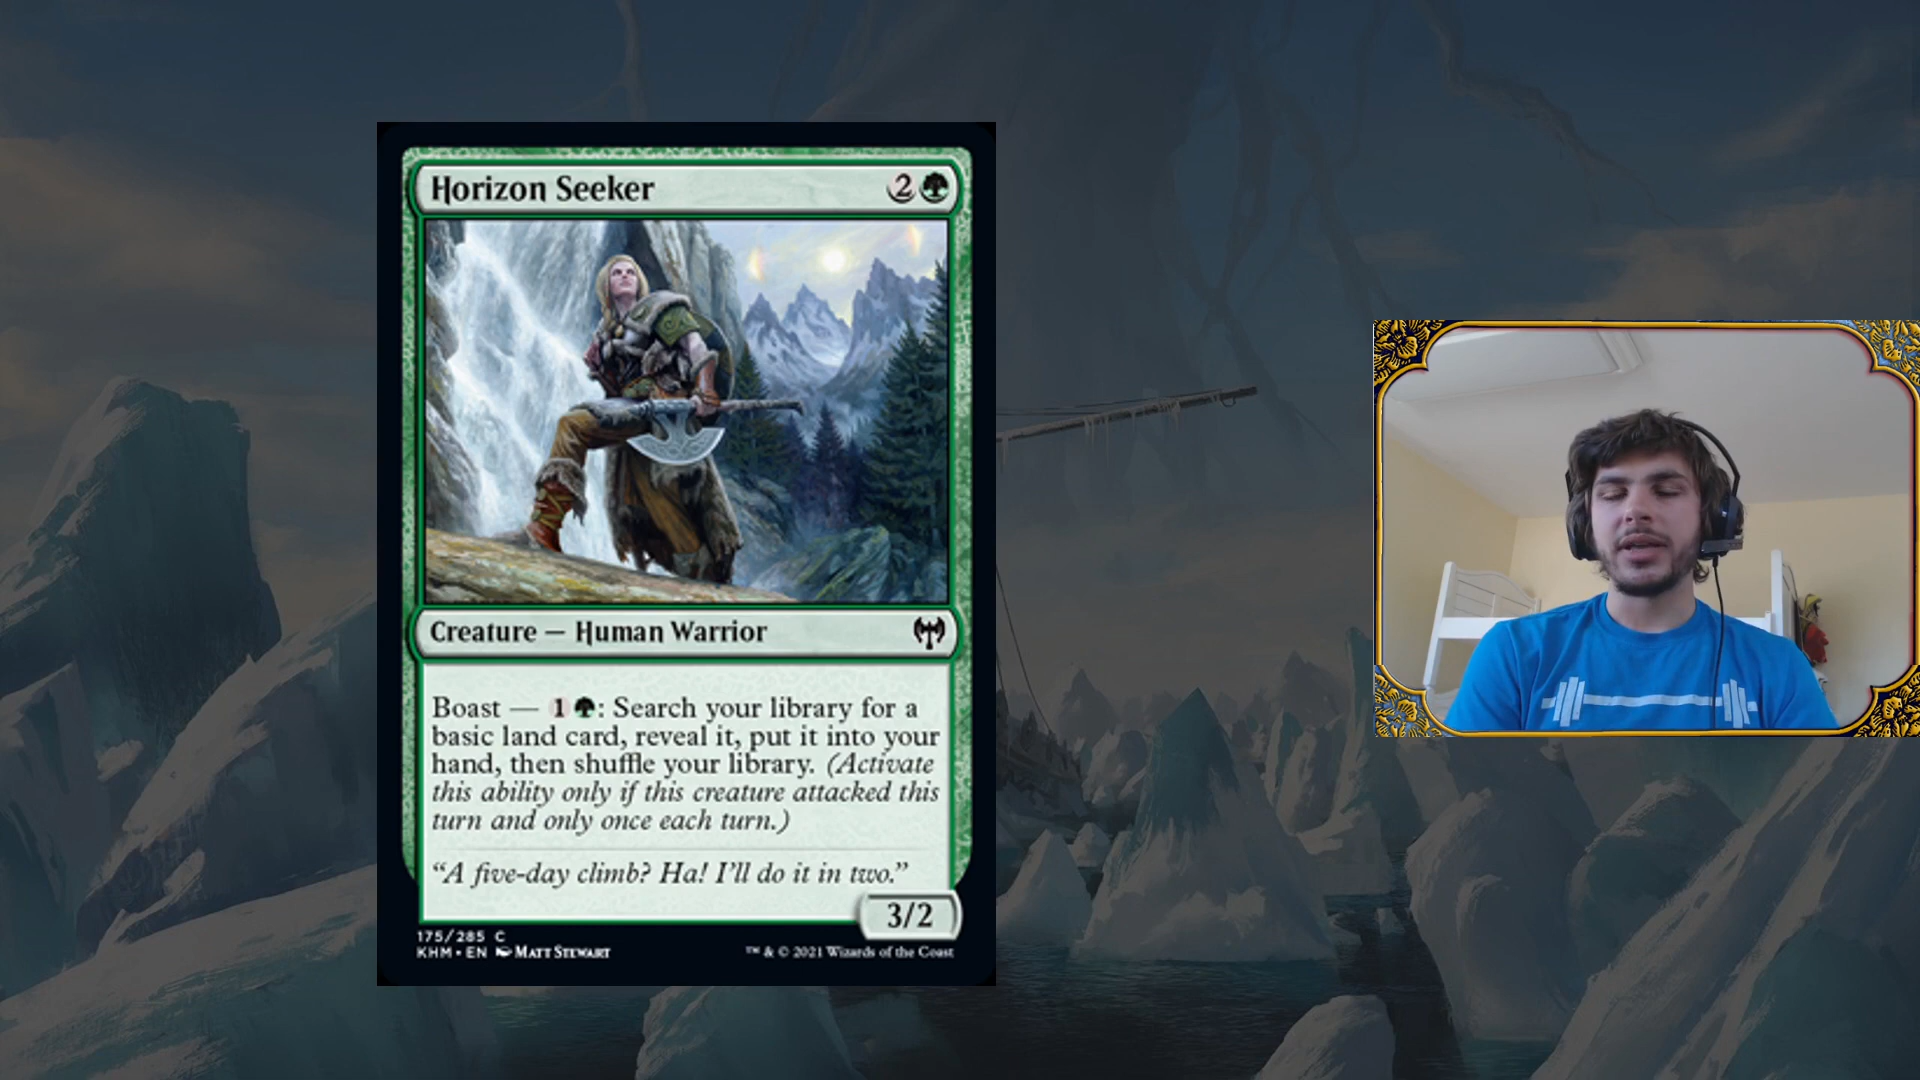 Horizon Seeker 2
Creature — Human Warrior
Boast — 1 : Search your library for a
basic land card, reveal it, put it into your
hand, then shuffle your library. (Activate
this ability only if this creature attacked this
turn and only once each turn.)
“A five-day climb? Ha! I'll do it in two.”
3/2
175/285 C
KHM • EN Matt Stewart
™ & © 2021 Wizards of the Coast